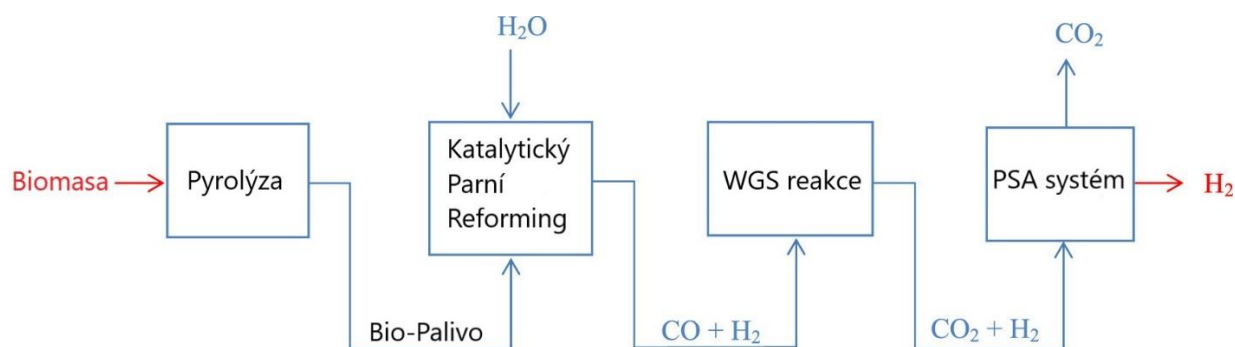 H₂O
CO₂
Biomasa
Pyrolýza
Katalytický
Parní
Reforming
WGS reakce
PSA systém
H₂
Bio-Palivo
CO + H₂
CO₂ + H₂